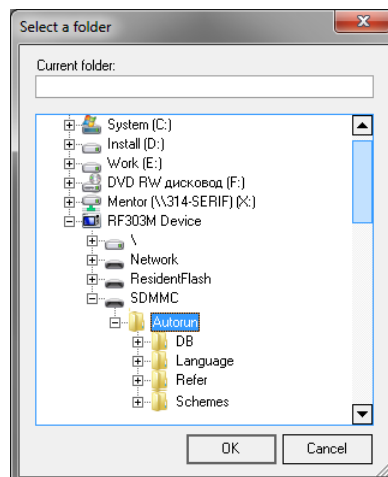 Select a folder
Current folder:
System (C:)
Install (D:)
Work (E:)
DVD RW дисковод (F:)
Mentor (\\314-SERIF) (X:)
RF303M Device
\
Network
ResidentFlash
SDMMC
Autorun
DB
Language
Refer
Schemes
OK Cancel